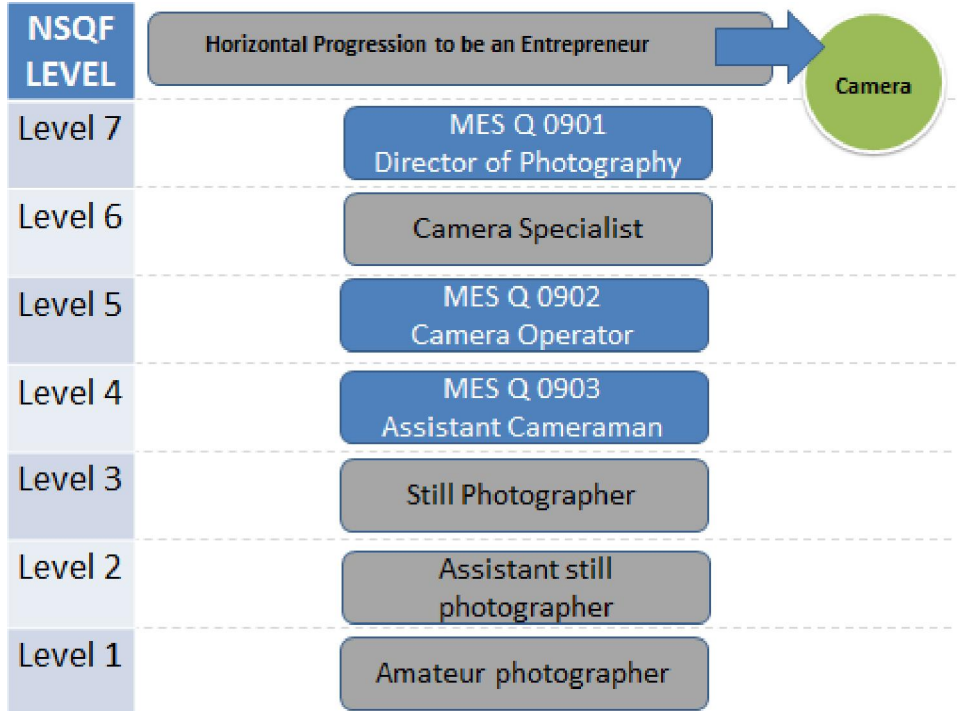 NSQF
LEVEL
Horizontal Progression to be an Entrepreneur
Camera
Level 7
MES Q 0901
Director of Photography
Level 6
Camera Specialist
Level 5
MES Q 0902
Camera Operator
Level 4
MES Q 0903
Assistant Cameraman
Level 3
Still Photographer
Level 2
Assistant still
photographer
Level 1
Amateur photographer